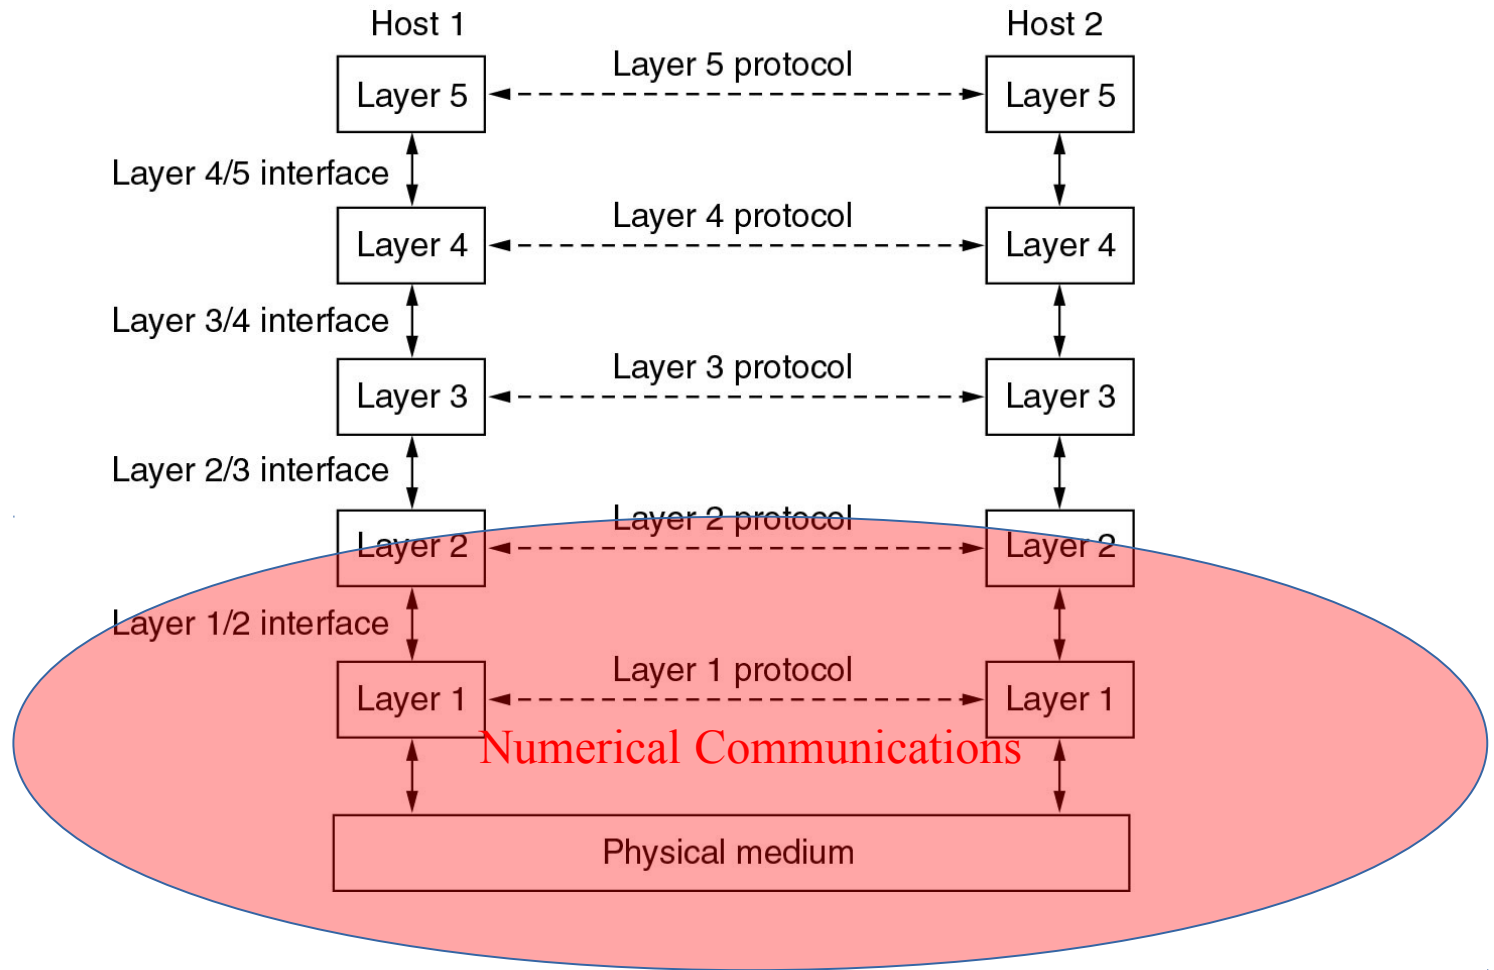 Host 1
Host 2
Layer 5 protocol
Layer 5
Layer 5
Layer 4/5 interface
Layer 4 protocol
Layer 4
Layer 4
Layer 3/4 interface
Layer 3 protocol
Layer 3
Layer 3
Layer 2/3 interface
Layer 2 protocol
Layer 2
Layer 2
Layer 1/2 interface
Layer 1 protocol
Layer 1
Layer 1
Numerical Communications
Physical medium